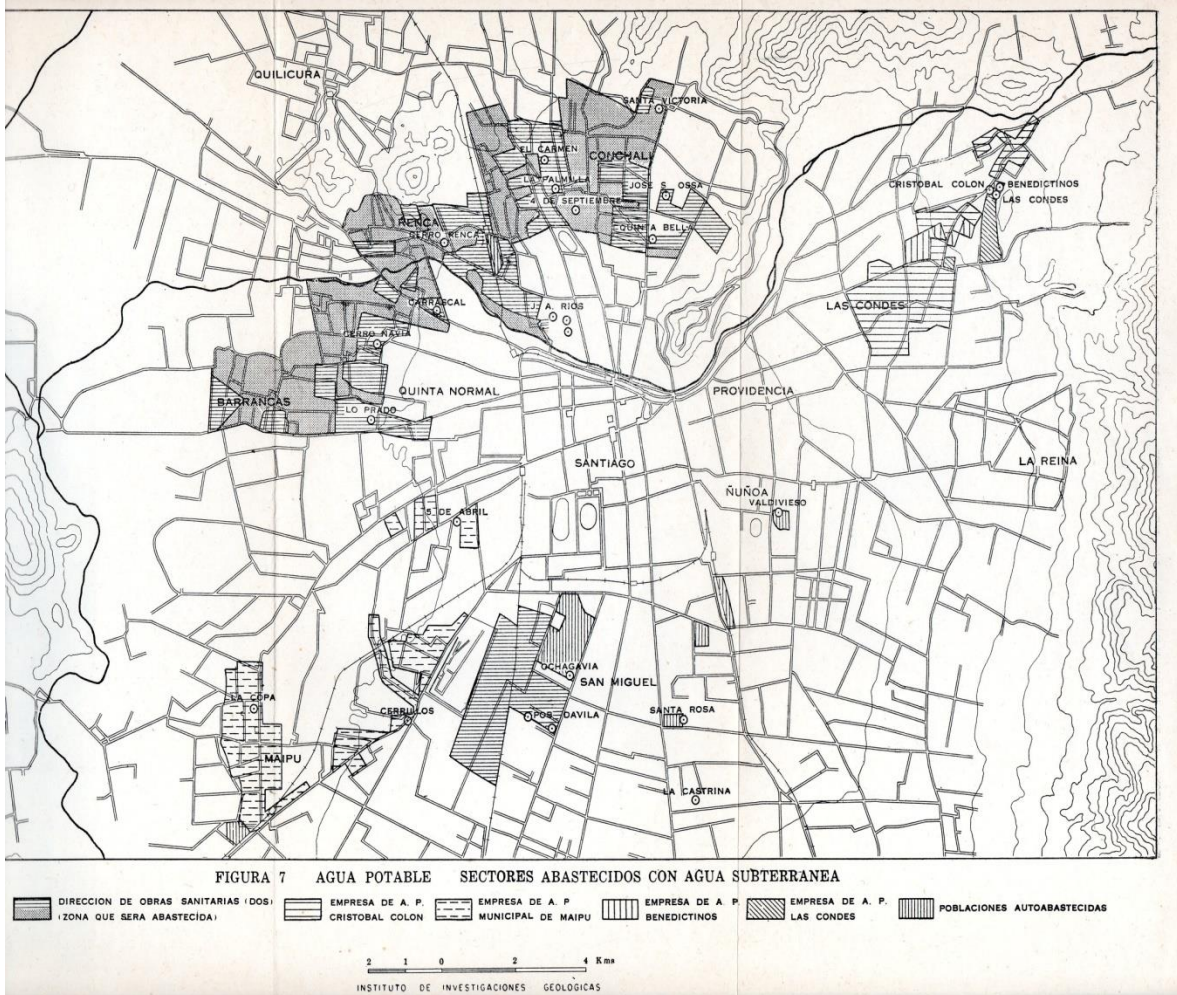 QUILICURA
SANTA VICTORIA
EL CARMEN
CONCHALI
LA PALMILLA
JOSE S. OSSA
4 DE SEPTIEMBRE
CRISTOBAL COLON
BENEDICTINOS
LAS CONDES
RENCA
CERRO RENCA
QUINTA BELLA
CARRASCAL
J. A. RIOS
LAS CONDES
CERRO NAVIA
QUINTA NORMAL
PROVIDENCIA
BARRANCAS
LO PRADO
SANTIAGO
LA REINA
ÑUÑOA
VALDIVIESO
5 DE ABRIL
OCHAGAVIA
SAN MIGUEL
LA COPA
CERRILLOS
POB. DAVILA
SANTA ROSA
MAIPU
LA CASTRINA
FIGURA 7 AGUA POTABLE SECTORES ABASTECIDOS CON AGUA SUBTERRANEA
DIRECCION DE OBRAS SANITARIAS (DOS)
(ZONA QUE SERA ABASTECIDA)
EMPRESA DE A. P.
CRISTOBAL COLON
EMPRESA DE A. P
MUNICIPAL DE MAIPU
EMPRESA DE A. P.
BENEDICTINOS
EMPRESA DE A. P.
LAS CONDES
POBLACIONES AUTOABASTECIDAS
2 1 0 2 4 Kms
INSTITUTO DE INVESTIGACIONES GEOLOGICAS